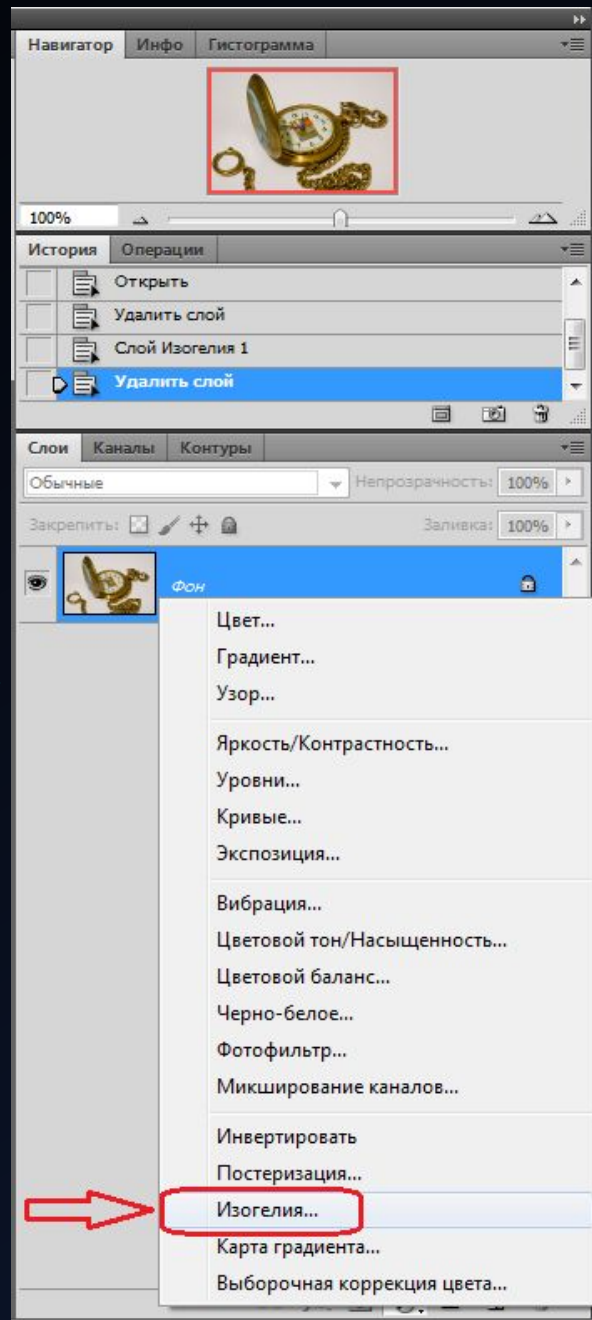 Навигатор Инфо Гистограмма
100%
История Операции
Открыть
Удалить слой
Слой Изогелия 1
Удалить слой
Слои Каналы Контуры
Обычные Непрозрачность: 100%
Закрепить: Заливка: 100%
Фон
Цвет...
Градиент...
Узор...
Яркость/Контрастность...
Уровни...
Кривые...
Экспозиция...
Вибрация...
Цветовой тон/Насыщенность...
Цветовой баланс...
Черно-белое...
Фотофильтр...
Микширование каналов...
Инвертировать
Постеризация...
Изогелия...
Карта градиента...
Выборочная коррекция цвета...